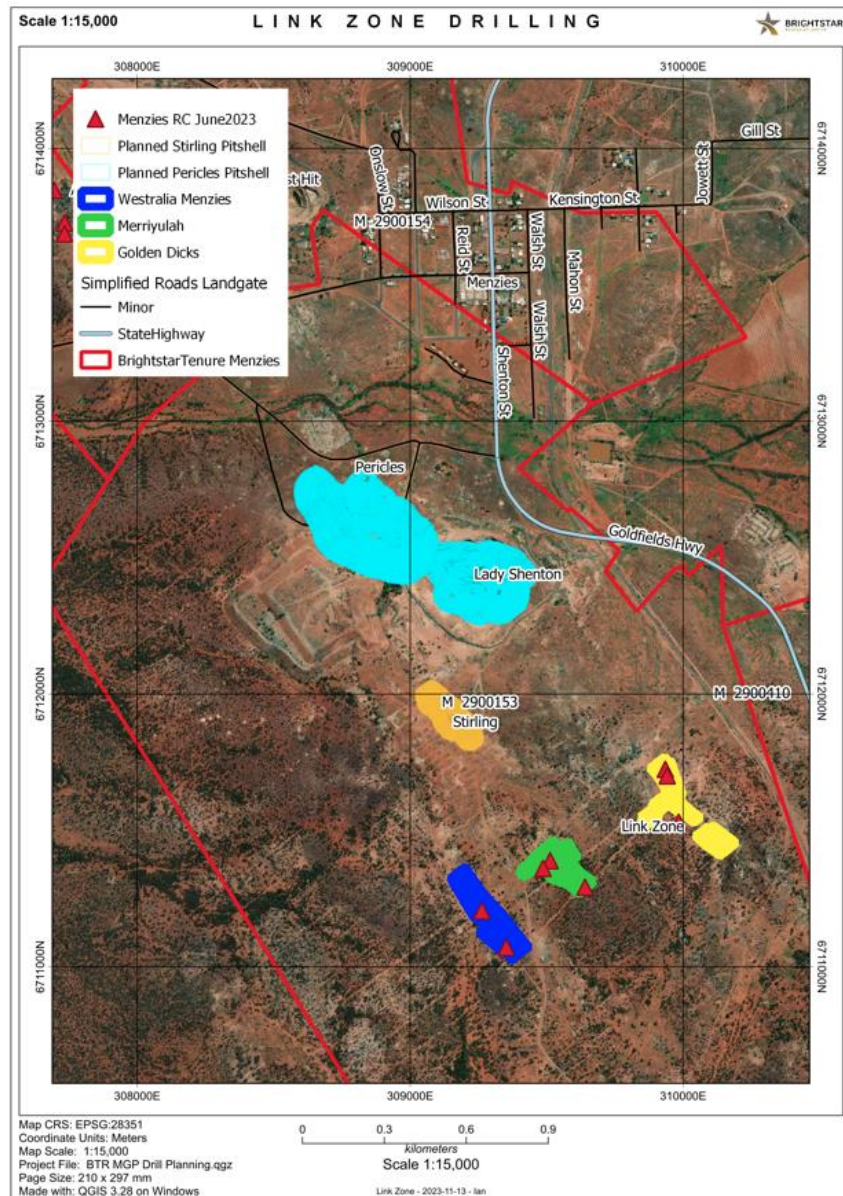 Scale 1:15,000
LINK ZONE DRILLING
BRIGHTSTAR
308000E
309000E
310000E
6714000N
6714000N
6713000N
6713000N
6712000N
6712000N
6711000N
6711000N
Menzies RC June2023
Planned Stirling Pitshell
Planned Pericles Pitshell
Westralia Menzies
Merriyulah
Golden Dicks
Simplified Roads Landgate
Minor
StateHighway
BrightstarTenure Menzies
st Hit
Onslow St
Gill St
Jowett St
Wilson St
Kensington St
M 2900154
Reid St
Walsh St
Mahon St
Menzies
Walsh St
Shenton St
Pericles
Goldfields Hwy
Lady Shenton
M 2900153
Stirling
M 2900410
Link Zone
308000E
309000E
310000E
Map CRS: EPSG:28351
Coordinate Units: Meters
Map Scale: 1:15,000
Project File: BTR MGP Drill Planning.qgz
Page Size: 210 x 297 mm
Made with: QGIS 3.28 on Windows
0 0.3 0.6 0.9
kilometers
Scale 1:15,000
Link Zone - 2023-11-13 - Ian